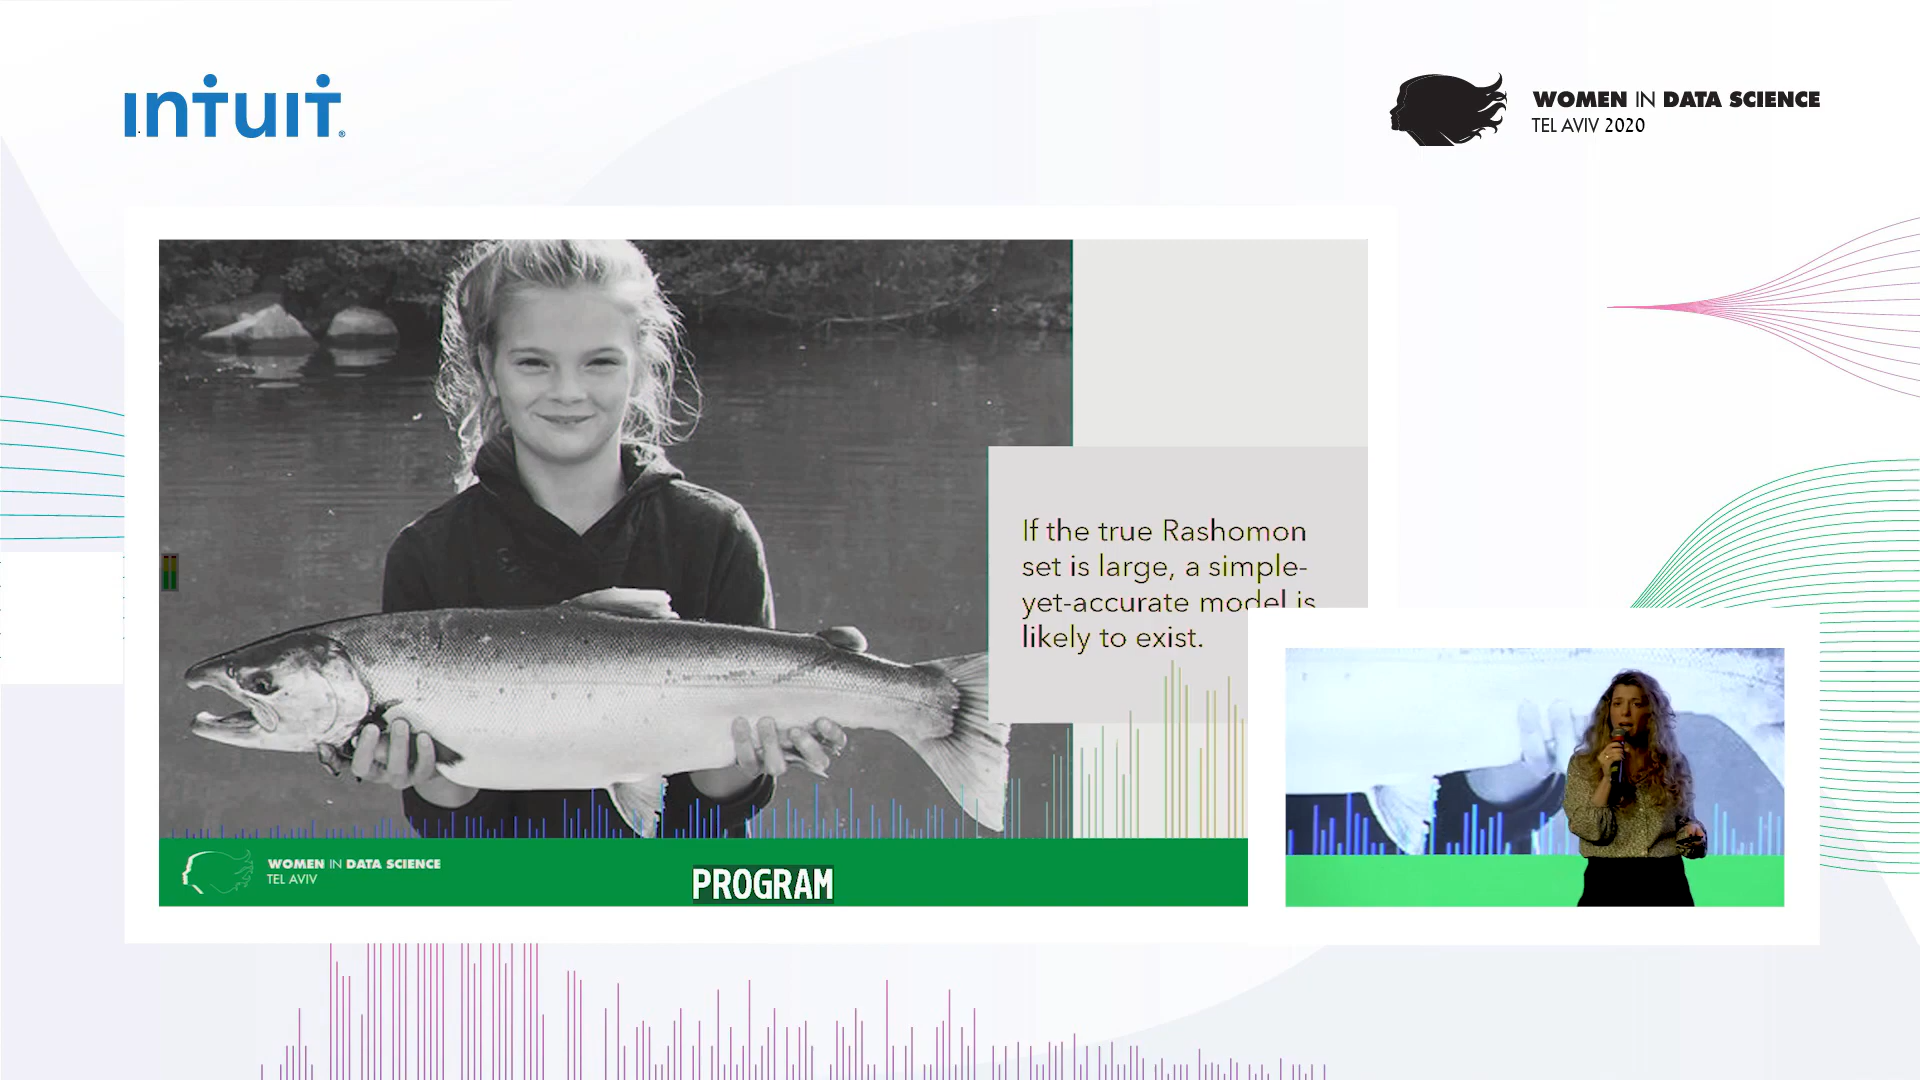 INTUIT
WOMEN IN DATA SCIENCE
TEL AVIV 2020
If the true Rashomon
set is large, a simple-
yet-accurate model is
likely to exist.
WOMEN IN DATA SCIENCE
TEL AVIV
PROGRAM